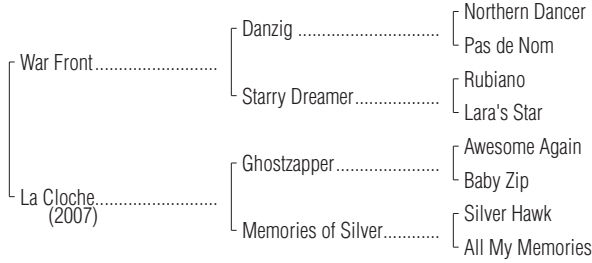 Northern Dancer
Danzig ................................
Pas de Nom
War Front............................
Rubiano
Starry Dreamer...................
Lara's Star
Awesome Again
Ghostzapper.......................
Baby Zip
La Cloche............................
(2007)
Silver Hawk
Memories of Silver............
All My Memories